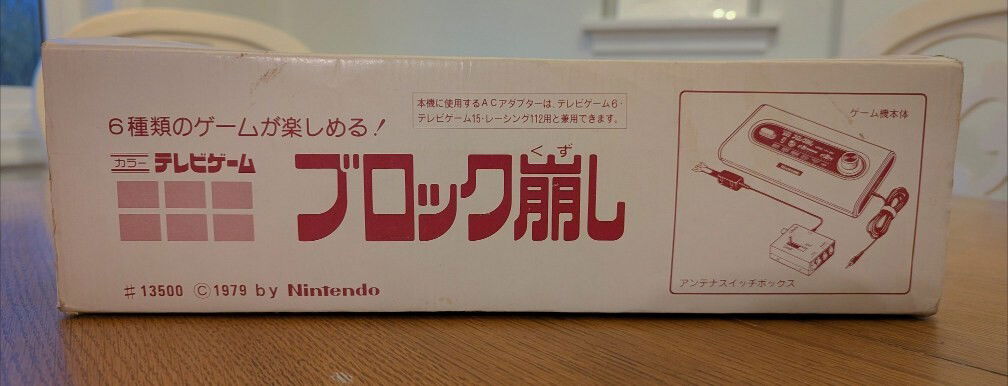 6種類のゲームが楽しめる!
本機に使用するACアダプターは、テレビゲーム6・
テレビゲーム15・レーシング112用と兼用できます。
カラー テレビゲーム
くず
ブロック崩し
ゲーム機本体
アンテナスイッチボックス
#13500 ©1979 by Nintendo